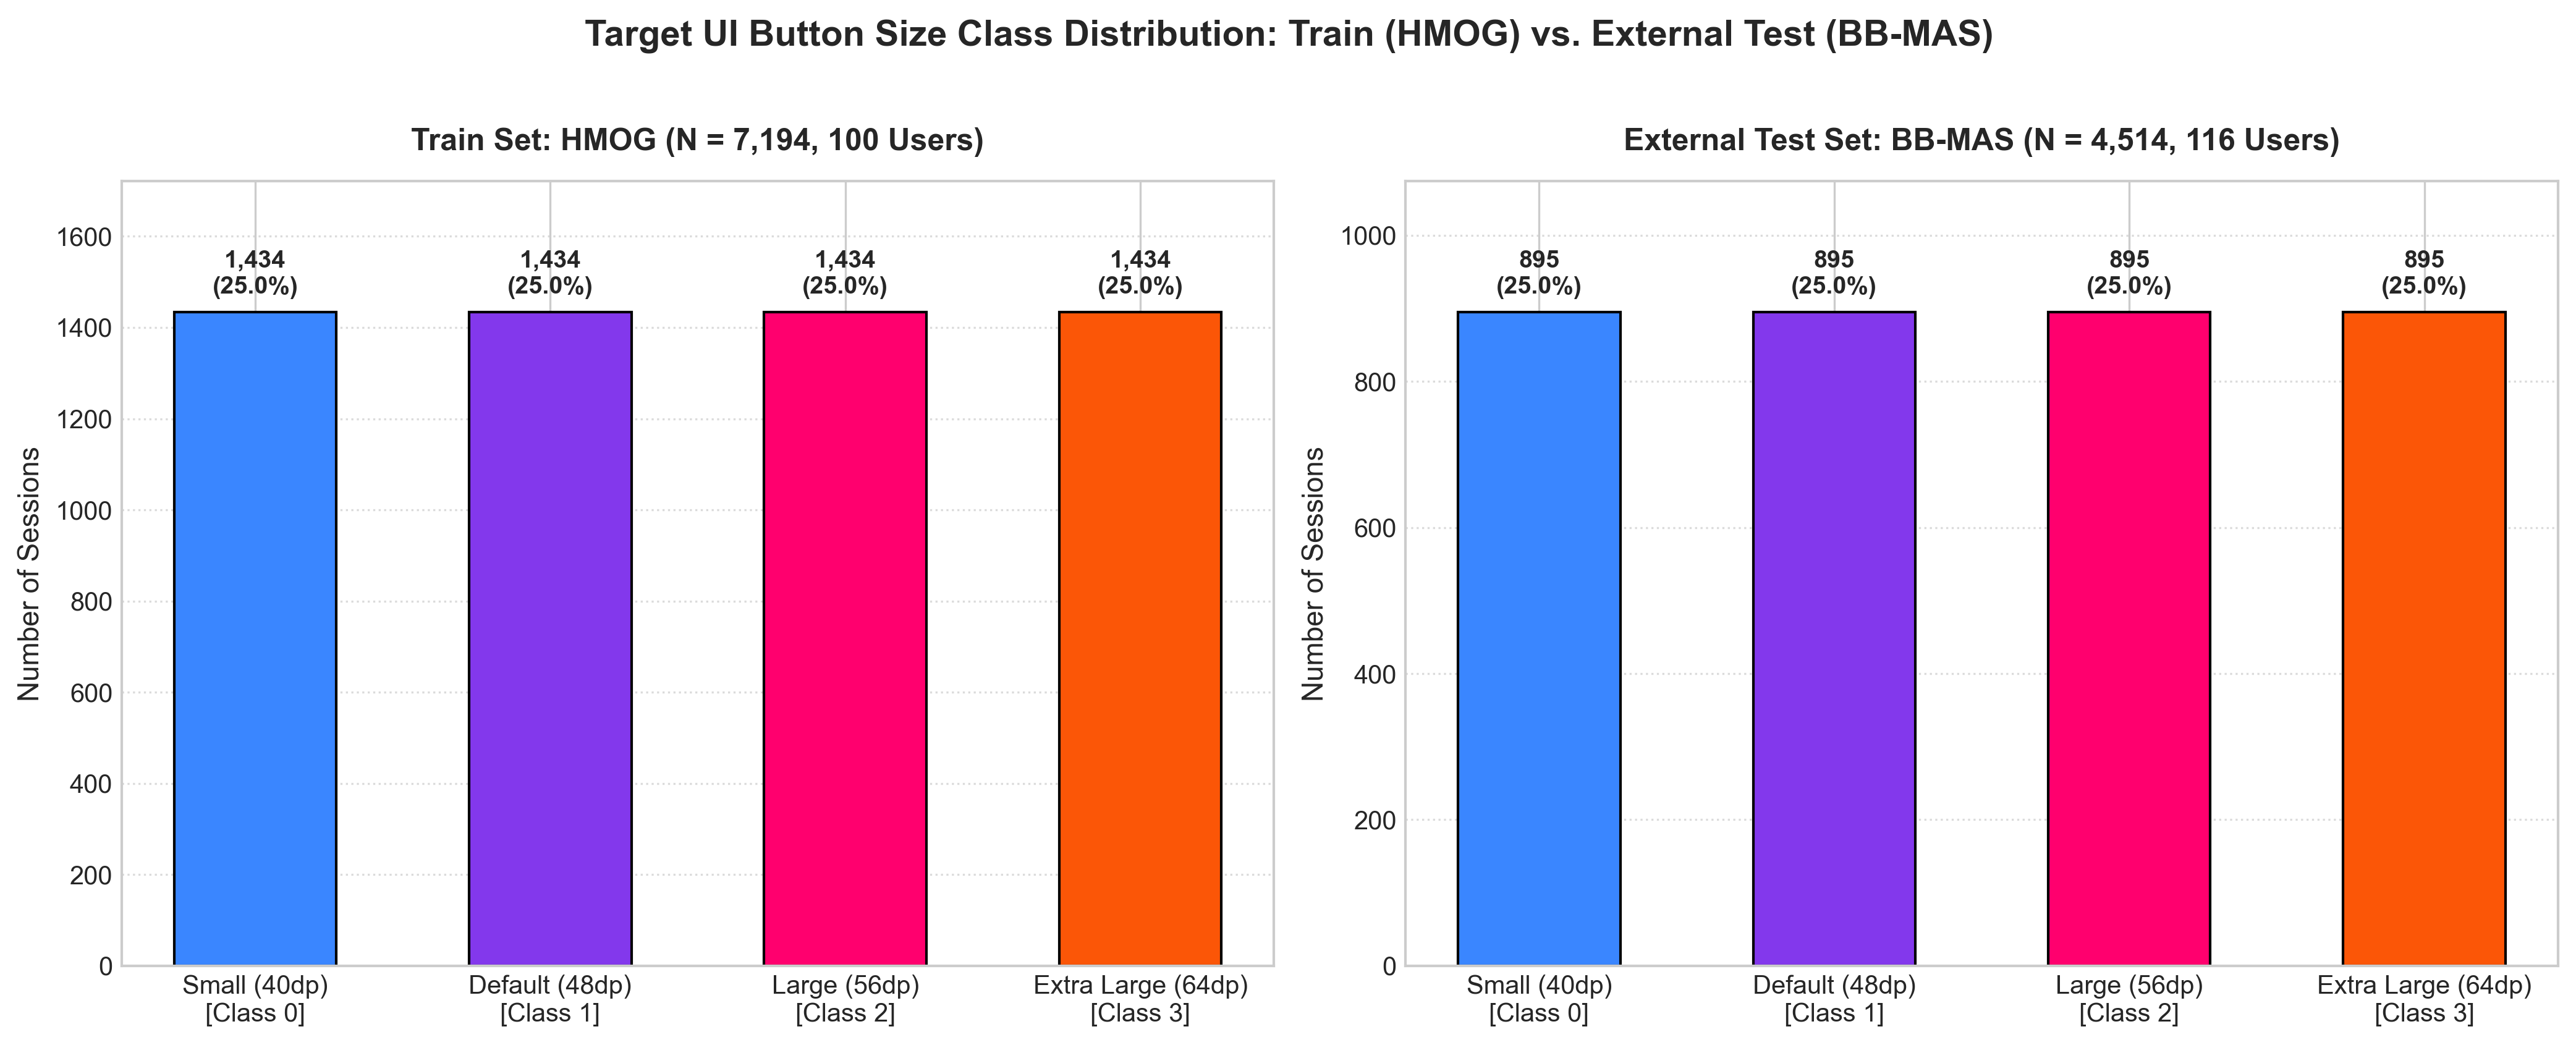 Target UI Button Size Class Distribution: Train (HMOG) vs. External Test (BB-MAS)
Train Set: HMOG (N = 7,194, 100 Users)
Number of Sessions
1600
1400
1200
1000
800
600
400
200
0
1,434
(25.0%)
1,434
(25.0%)
1,434
(25.0%)
1,434
(25.0%)
Small (40dp)
[Class 0]
Default (48dp)
[Class 1]
Large (56dp)
[Class 2]
Extra Large (64dp)
[Class 3]
External Test Set: BB-MAS (N = 4,514, 116 Users)
Number of Sessions
1000
800
600
400
200
0
895
(25.0%)
895
(25.0%)
895
(25.0%)
895
(25.0%)
Small (40dp)
[Class 0]
Default (48dp)
[Class 1]
Large (56dp)
[Class 2]
Extra Large (64dp)
[Class 3]